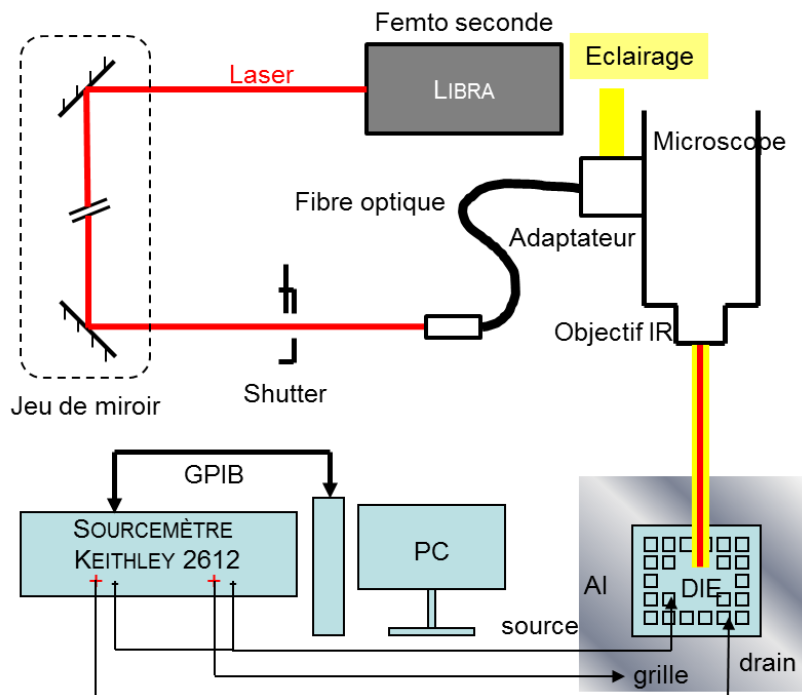 Femto seconde
Eclairage
Laser
LIBRA
Microscope
Fibre optique
Adaptateur
Objectif IR
Shutter
Jeu de miroir
GPIB
SOURCEMÈTRE
KEITHLEY 2612
+ +
PC
Al
DIE
source
drain
grille